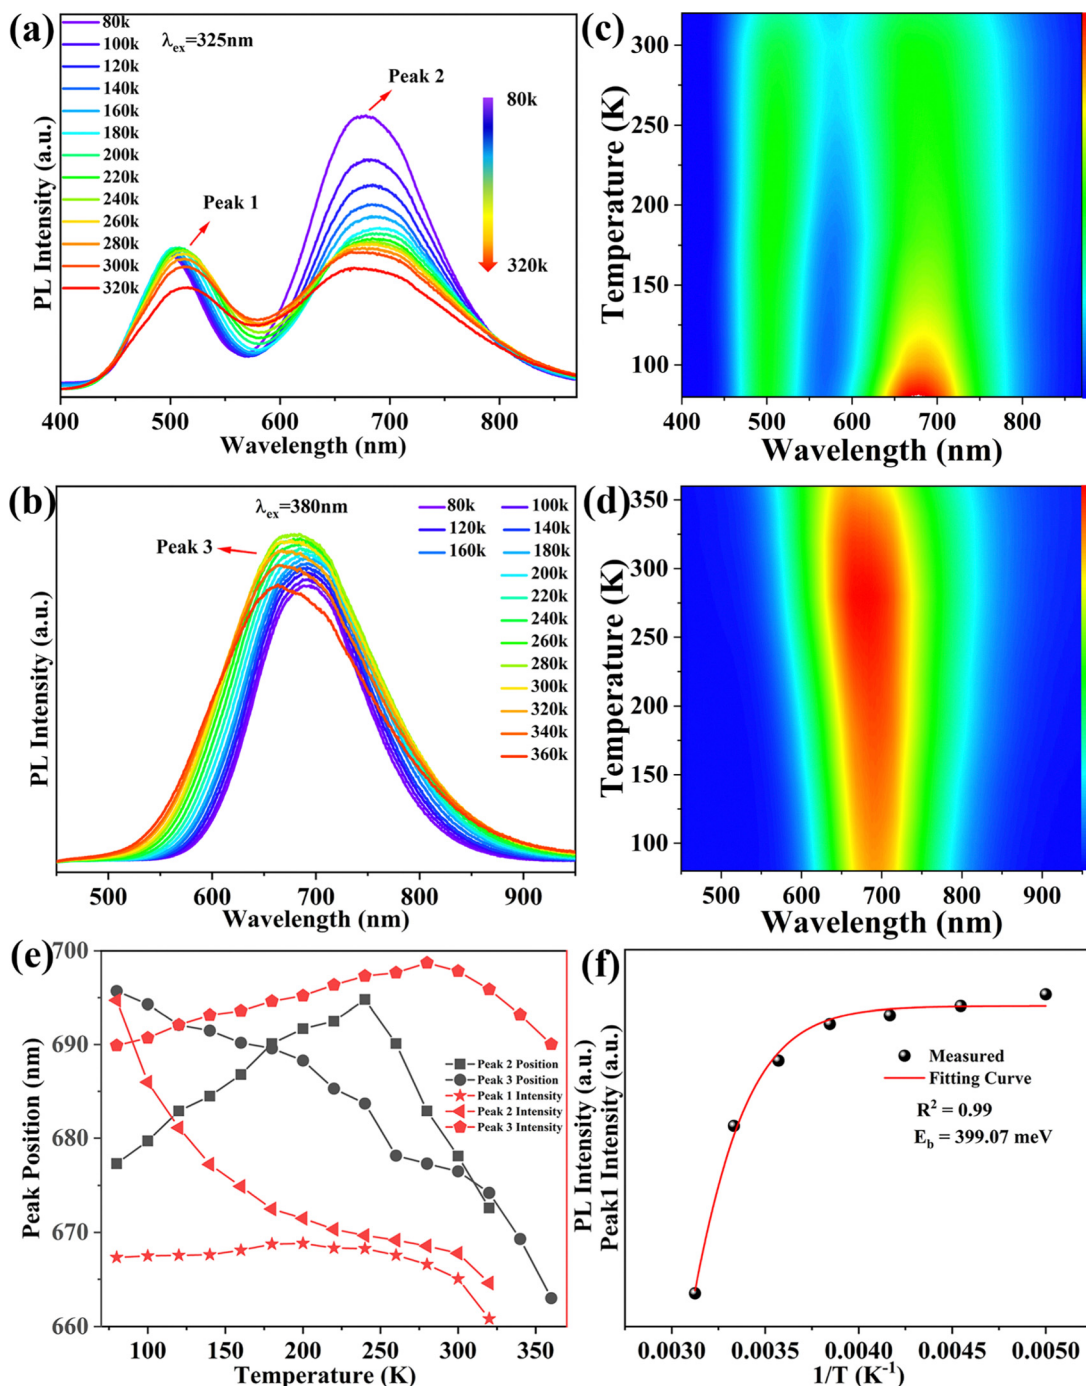 (a)
λex=325nm
80k
100k
120k
140k
160k
180k
200k
220k
240k
260k
280k
300k
320k
Peak 1
Peak 2
80k
320k
PL Intensity (a.u.)
400 500 600 700 800
Wavelength (nm)
(c)
Temperature (K)
300
200
100
400 500 600 700 800
Wavelength (nm)
(b)
λex=380nm
Peak 3
80k 100k
120k 140k
160k 180k
200k
220k
240k
260k
280k
300k
320k
340k
360k
PL Intensity (a.u.)
500 600 700 800 900
Wavelength (nm)
(d)
Temperature (K)
350
300
250
200
150
100
500 600 700 800 900
Wavelength (nm)
(e)
Peak Position (nm)
700
690
680
670
660
Peak 2 Position
Peak 3 Position
Peak 1 Intensity
Peak 2 Intensity
Peak 3 Intensity
PL Intensity (a.u.)
100 150 200 250 300 350
Temperature (K)
(f)
Peak1 Intensity (a.u.)
Measured
Fitting Curve
R² = 0.99
Eb = 399.07 meV
0.0030 0.0035 0.0040 0.0045 0.0050
1/T (K⁻¹)